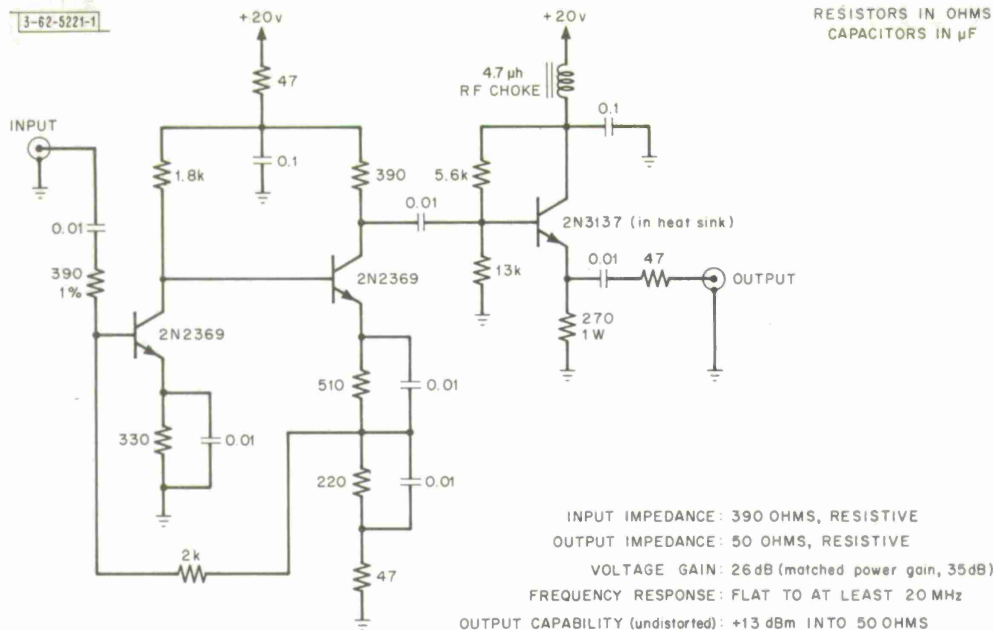 3-62-5221-1
+20v
+20v
RESISTORS IN OHMS
CAPACITORS IN µF
47
4.7 µh
RF CHOKE
0.1
INPUT
1.8k
0.1
390
5.6k
0.01
2N3137 (in heat sink)
0.01
390
1%
2N2369
13k
0.01
47
OUTPUT
2N2369
270
1W
510
0.01
330
0.01
220
0.01
2k
47
INPUT IMPEDANCE: 390 OHMS, RESISTIVE
OUTPUT IMPEDANCE: 50 OHMS, RESISTIVE
VOLTAGE GAIN: 26dB (matched power gain, 35dB)
FREQUENCY RESPONSE: FLAT TO AT LEAST 20 MHz
OUTPUT CAPABILITY (undistorted): +13 dBm INTO 50 OHMS